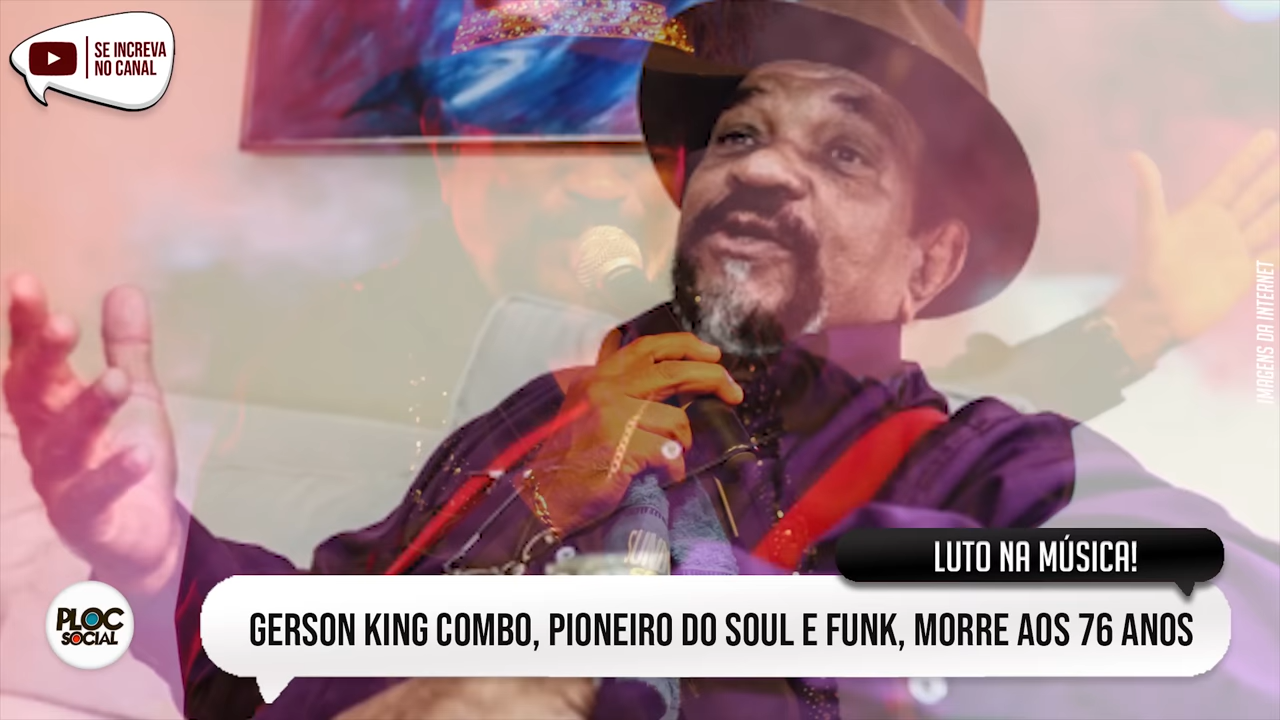 SE INCREVA
NO CANAL
IMAGENS DA INTERNET
LUTO NA MÚSICA!
PLOC
SOCIAL
GERSON KING COMBO, PIONEIRO DO SOUL E FUNK, MORRE AOS 76 ANOS